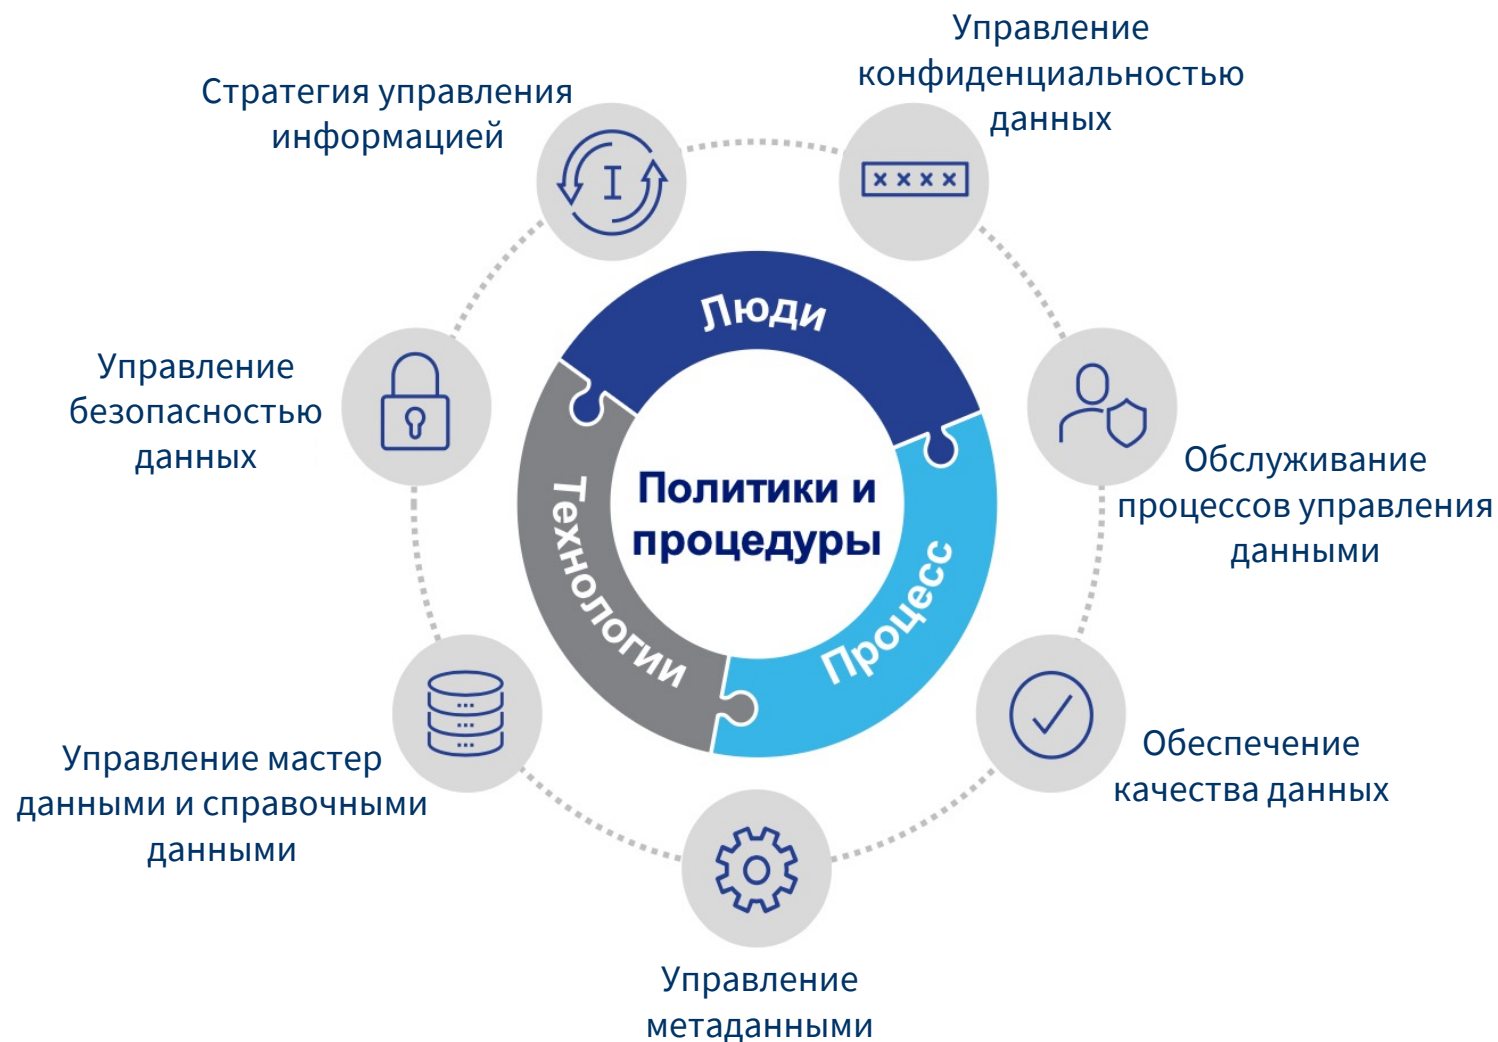 Управление
конфиденциальностью
данных
Стратегия управления
информацией
I
××××
Люди
Управление
безопасностью
данных
Обслуживание
процессов управления
данными
Политики и
процедуры
Технологии
Процесс
Обеспечение
качества данных
Управление мастер
данными и справочными
данными
Управление
метаданными